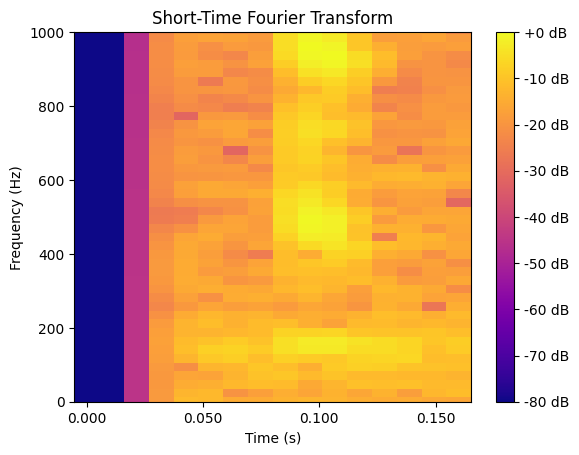 Short-Time Fourier Transform
1000
800
600
400
200
0
Frequency (Hz)
0.000
0.050
0.100
0.150
Time (s)
+0 dB
-10 dB
-20 dB
-30 dB
-40 dB
-50 dB
-60 dB
-70 dB
-80 dB